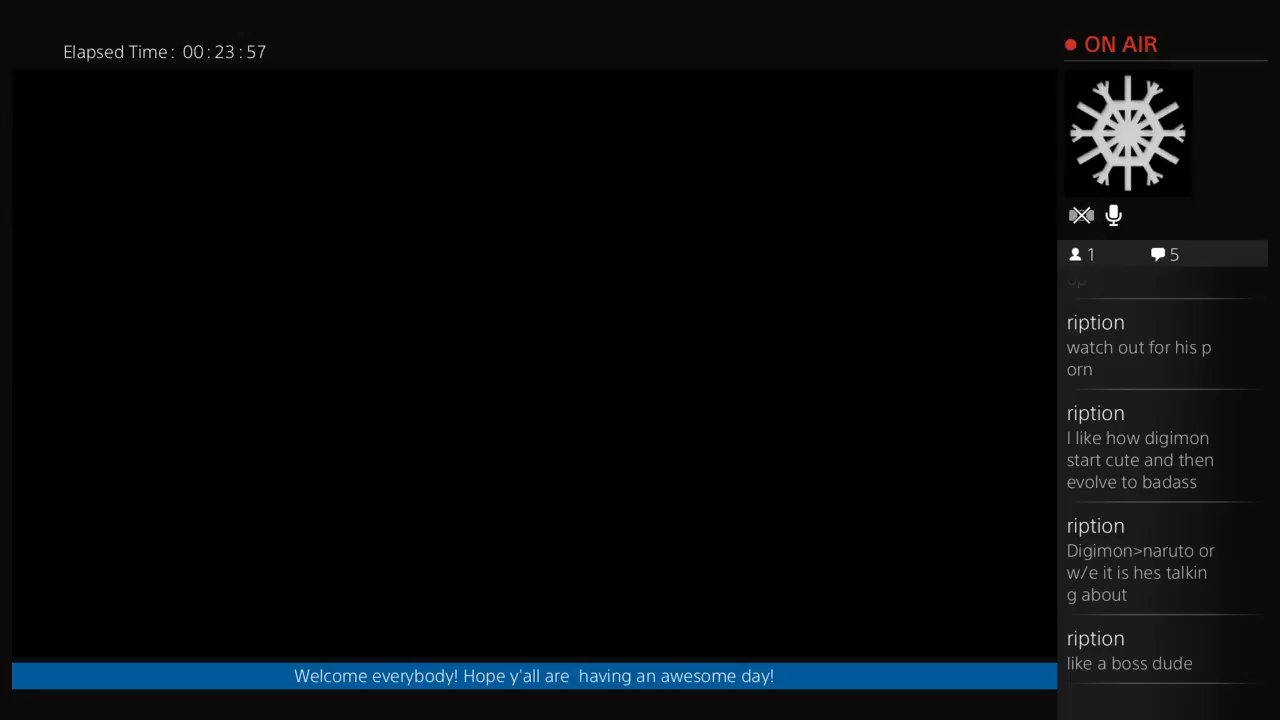 Elapsed Time: 00:23:57
ON AIR
1
5
up
ription
watch out for his p
orn
ription
I like how digimon
start cute and then
evolve to badass
ription
Digimon>naruto or
w/e it is hes talkin
g about
ription
like a boss dude
Welcome everybody! Hope y'all are  having an awesome day!